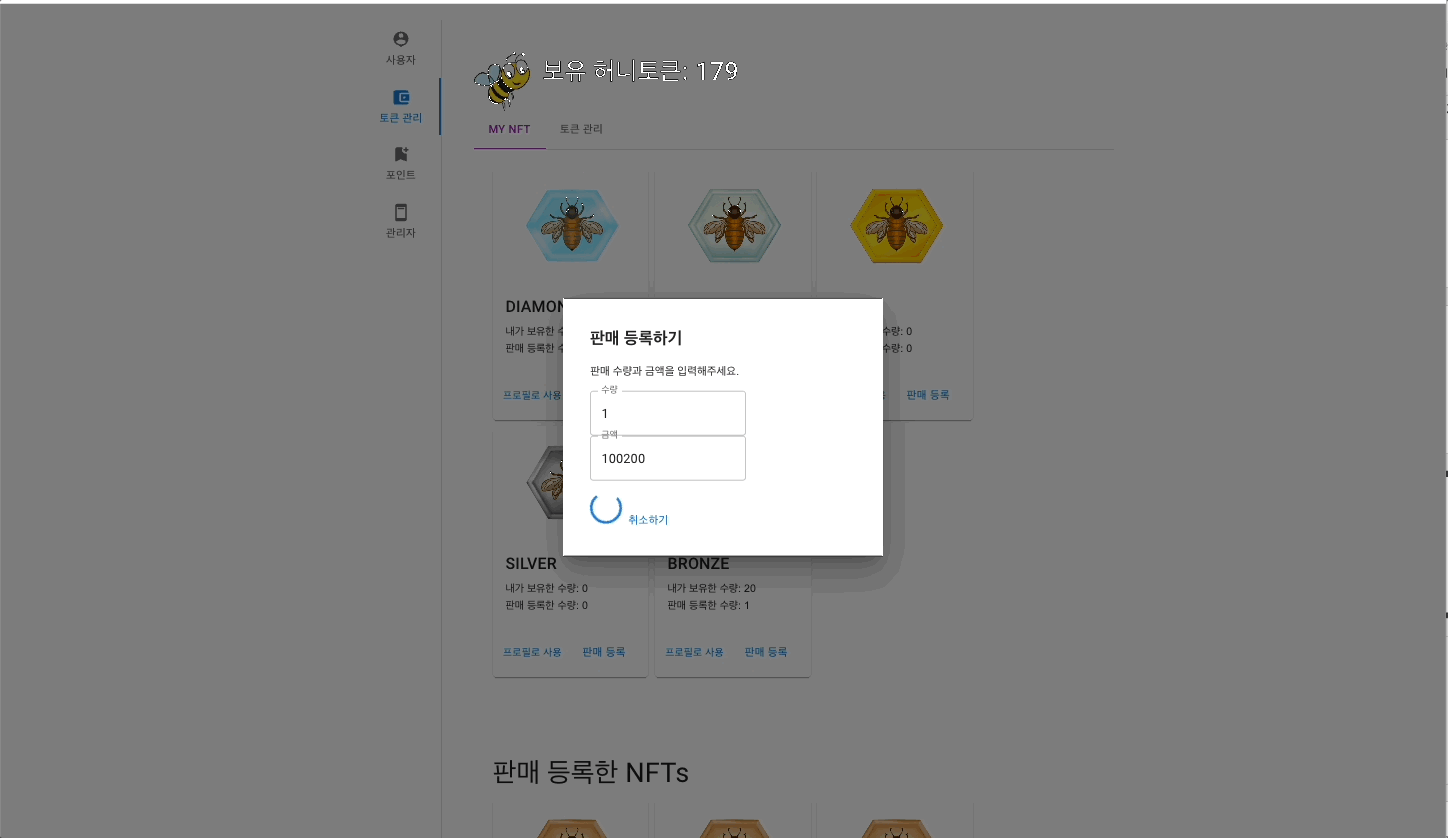 사용자
토큰 관리
포인트
관리자
보유 허니토큰: 179
MY NFT
토큰 관리
내가 보유한
판매 등록한
수량: 0
수량: 0
프로필로 사용
판매 등록
판매 등록하기
판매 수량과 금액을 입력해주세요.
수량
1
금액
100200
취소하기
SILVER
내가 보유한 수량: 0
판매 등록한 수량: 0
프로필로 사용
판매 등록
BRONZE
내가 보유한 수량: 20
판매 등록한 수량: 1
프로필로 사용
판매 등록
판매 등록한 NFTs